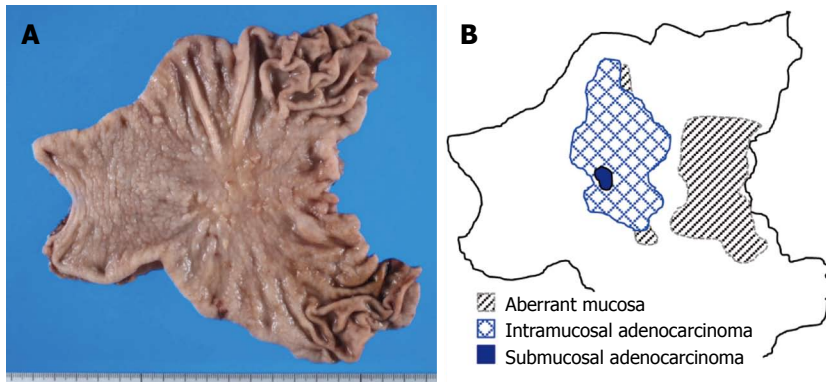 A
B
Aberrant mucosa
Intramucosal adenocarcinoma
Submucosal adenocarcinoma